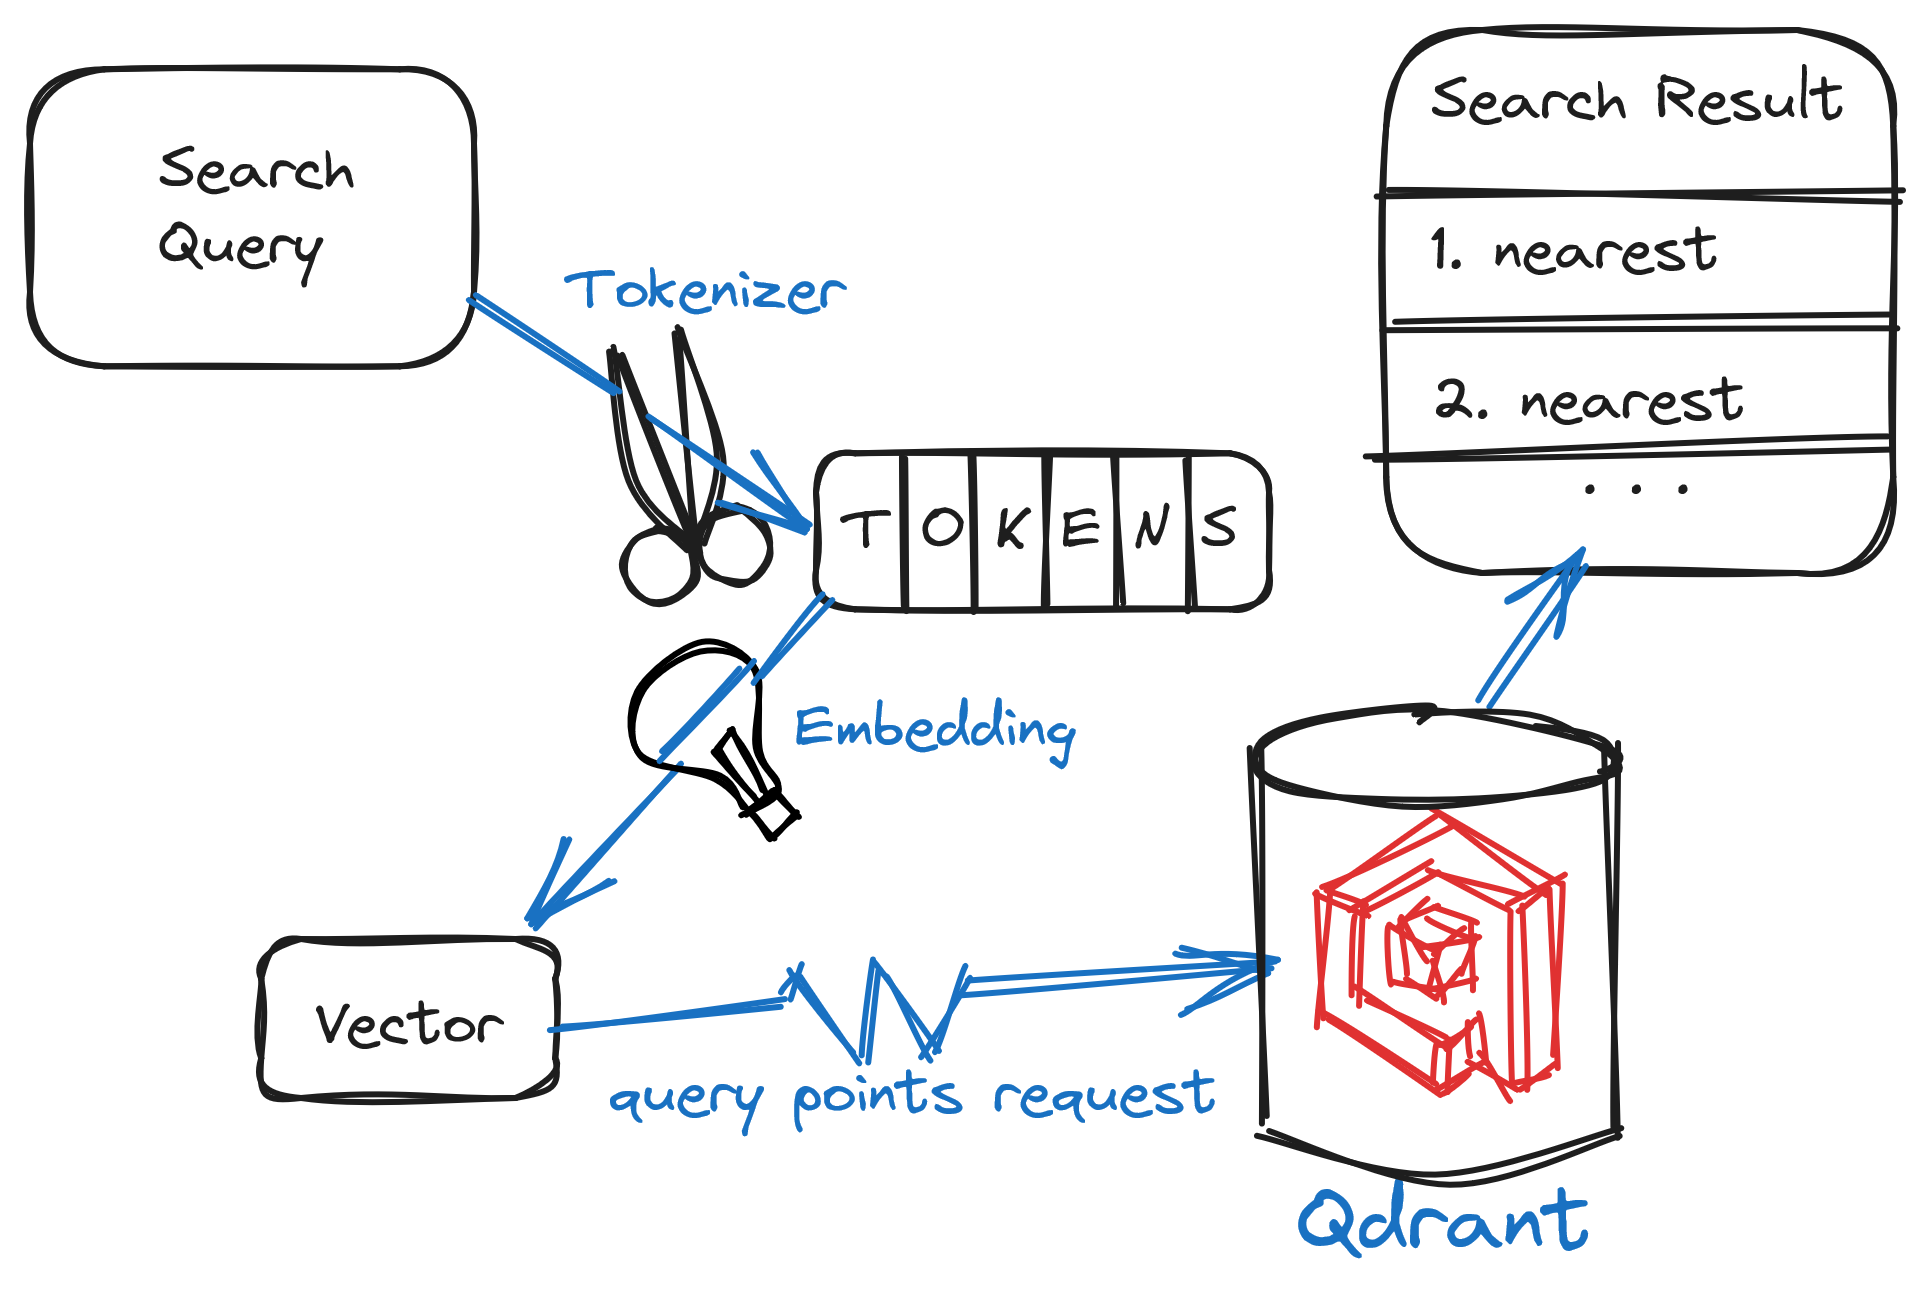 Search
Query
Tokenizer
T O K E N S
Embedding
Vector
query points request
Qdrant
Search Result
1. nearest
2. nearest
...